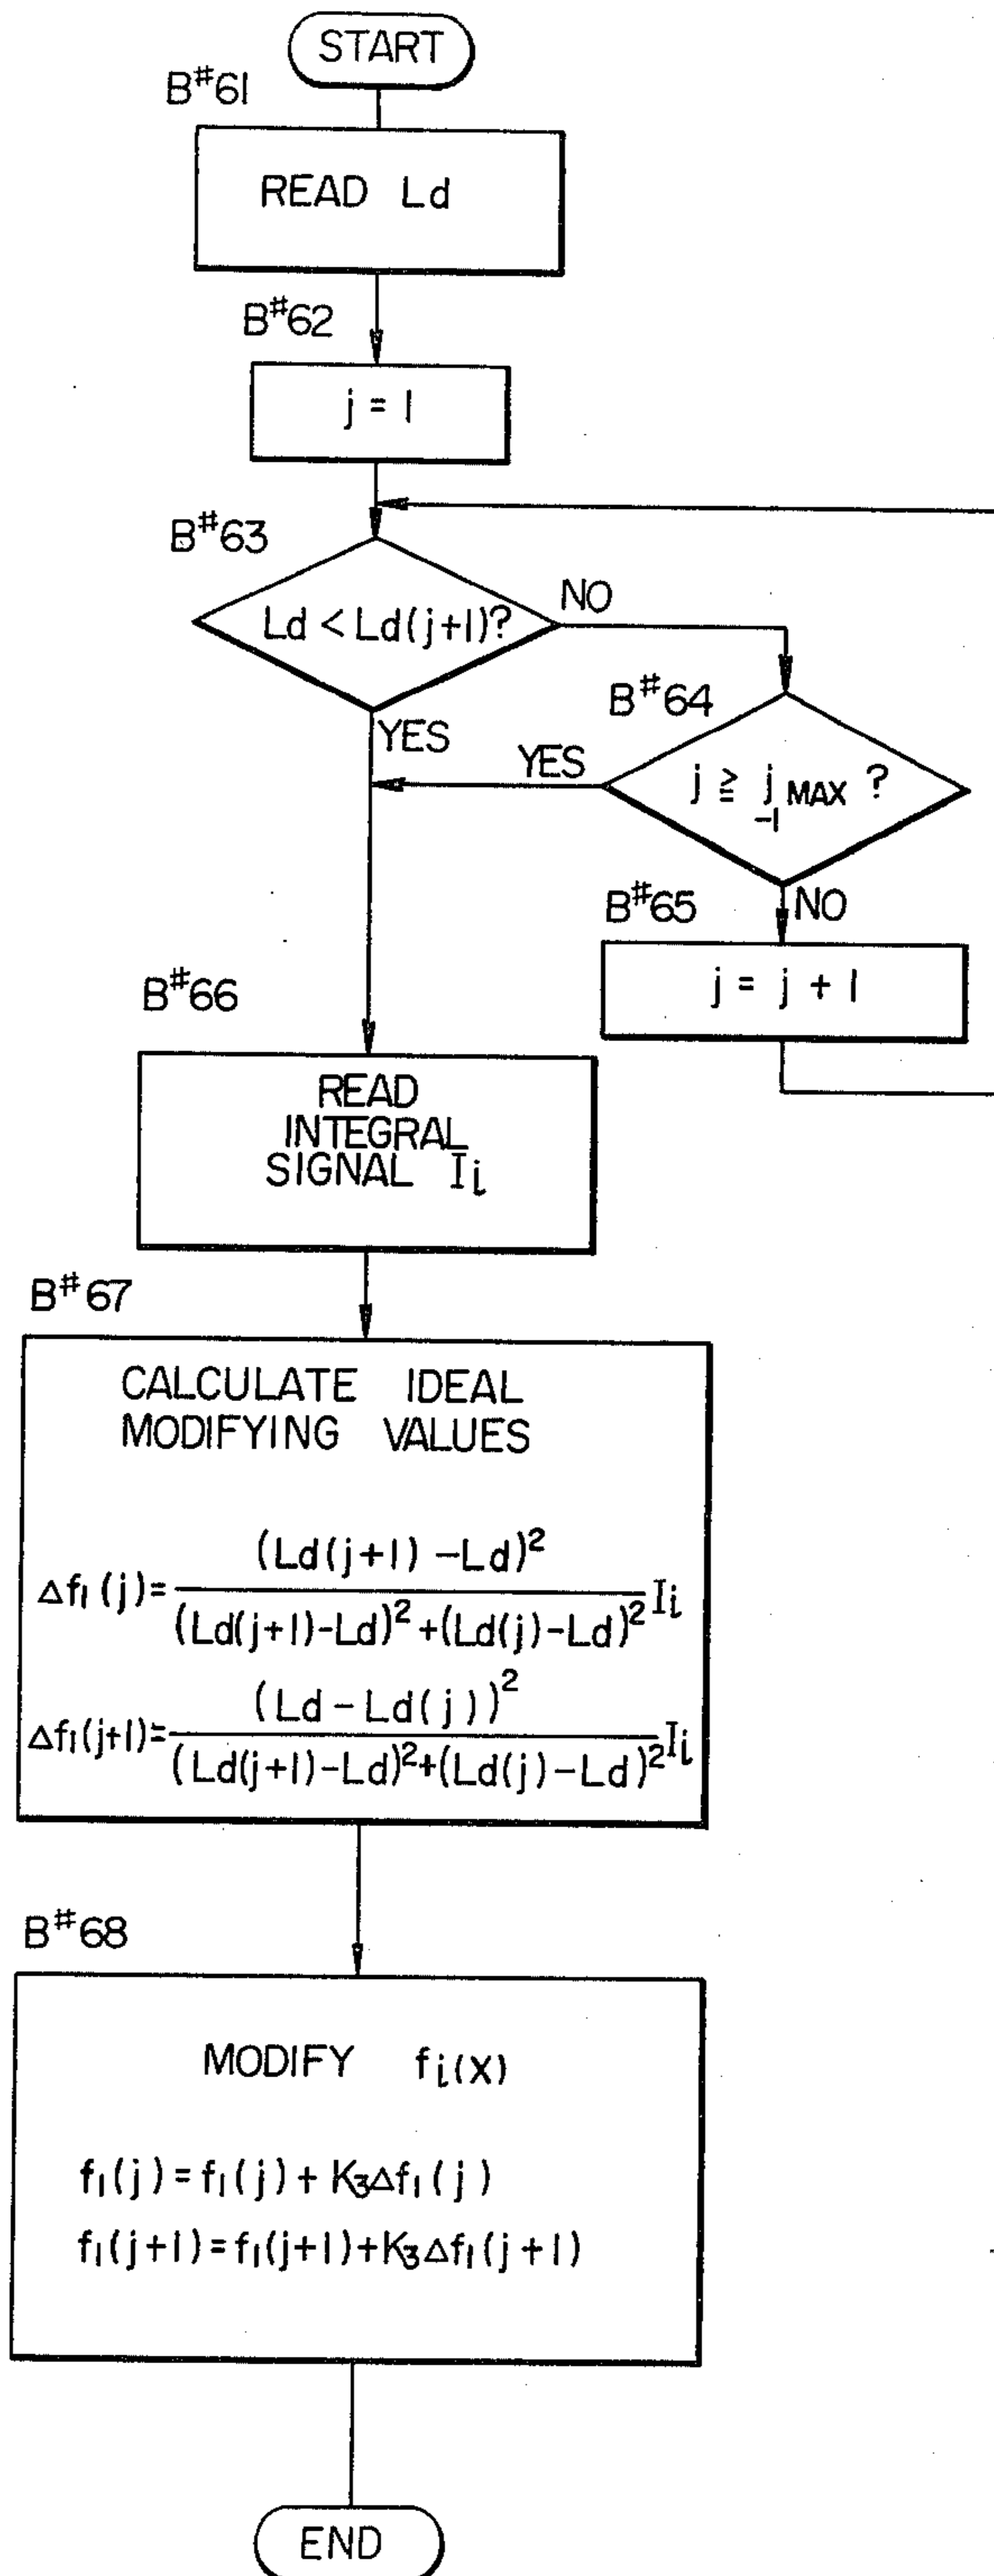 START
B#61
READ Ld
B#62
j = 1
B#63
Ld < Ld(j+1)?
NO
YES
B#64
j ≧ j MAX ?
-1
YES
NO
B#65
j = j + 1
B#66
READ
INTEGRAL
SIGNAL Ii
B#67
CALCULATE IDEAL
MODIFYING VALUES
(Ld(j+1) -Ld)²
Δf1(j)= Ii
(Ld(j+1)-Ld)²+(Ld(j)-Ld)²
(Ld-Ld(j))²
Δf1(j+1)= Ii
(Ld(j+1)-Ld)²+(Ld(j)-Ld)²
B#68
MODIFY fi(X)
f1(j)=f1(j)+K3Δf1(j)
f1(j+1)=f1(j+1)+K3Δf1(j+1)
END